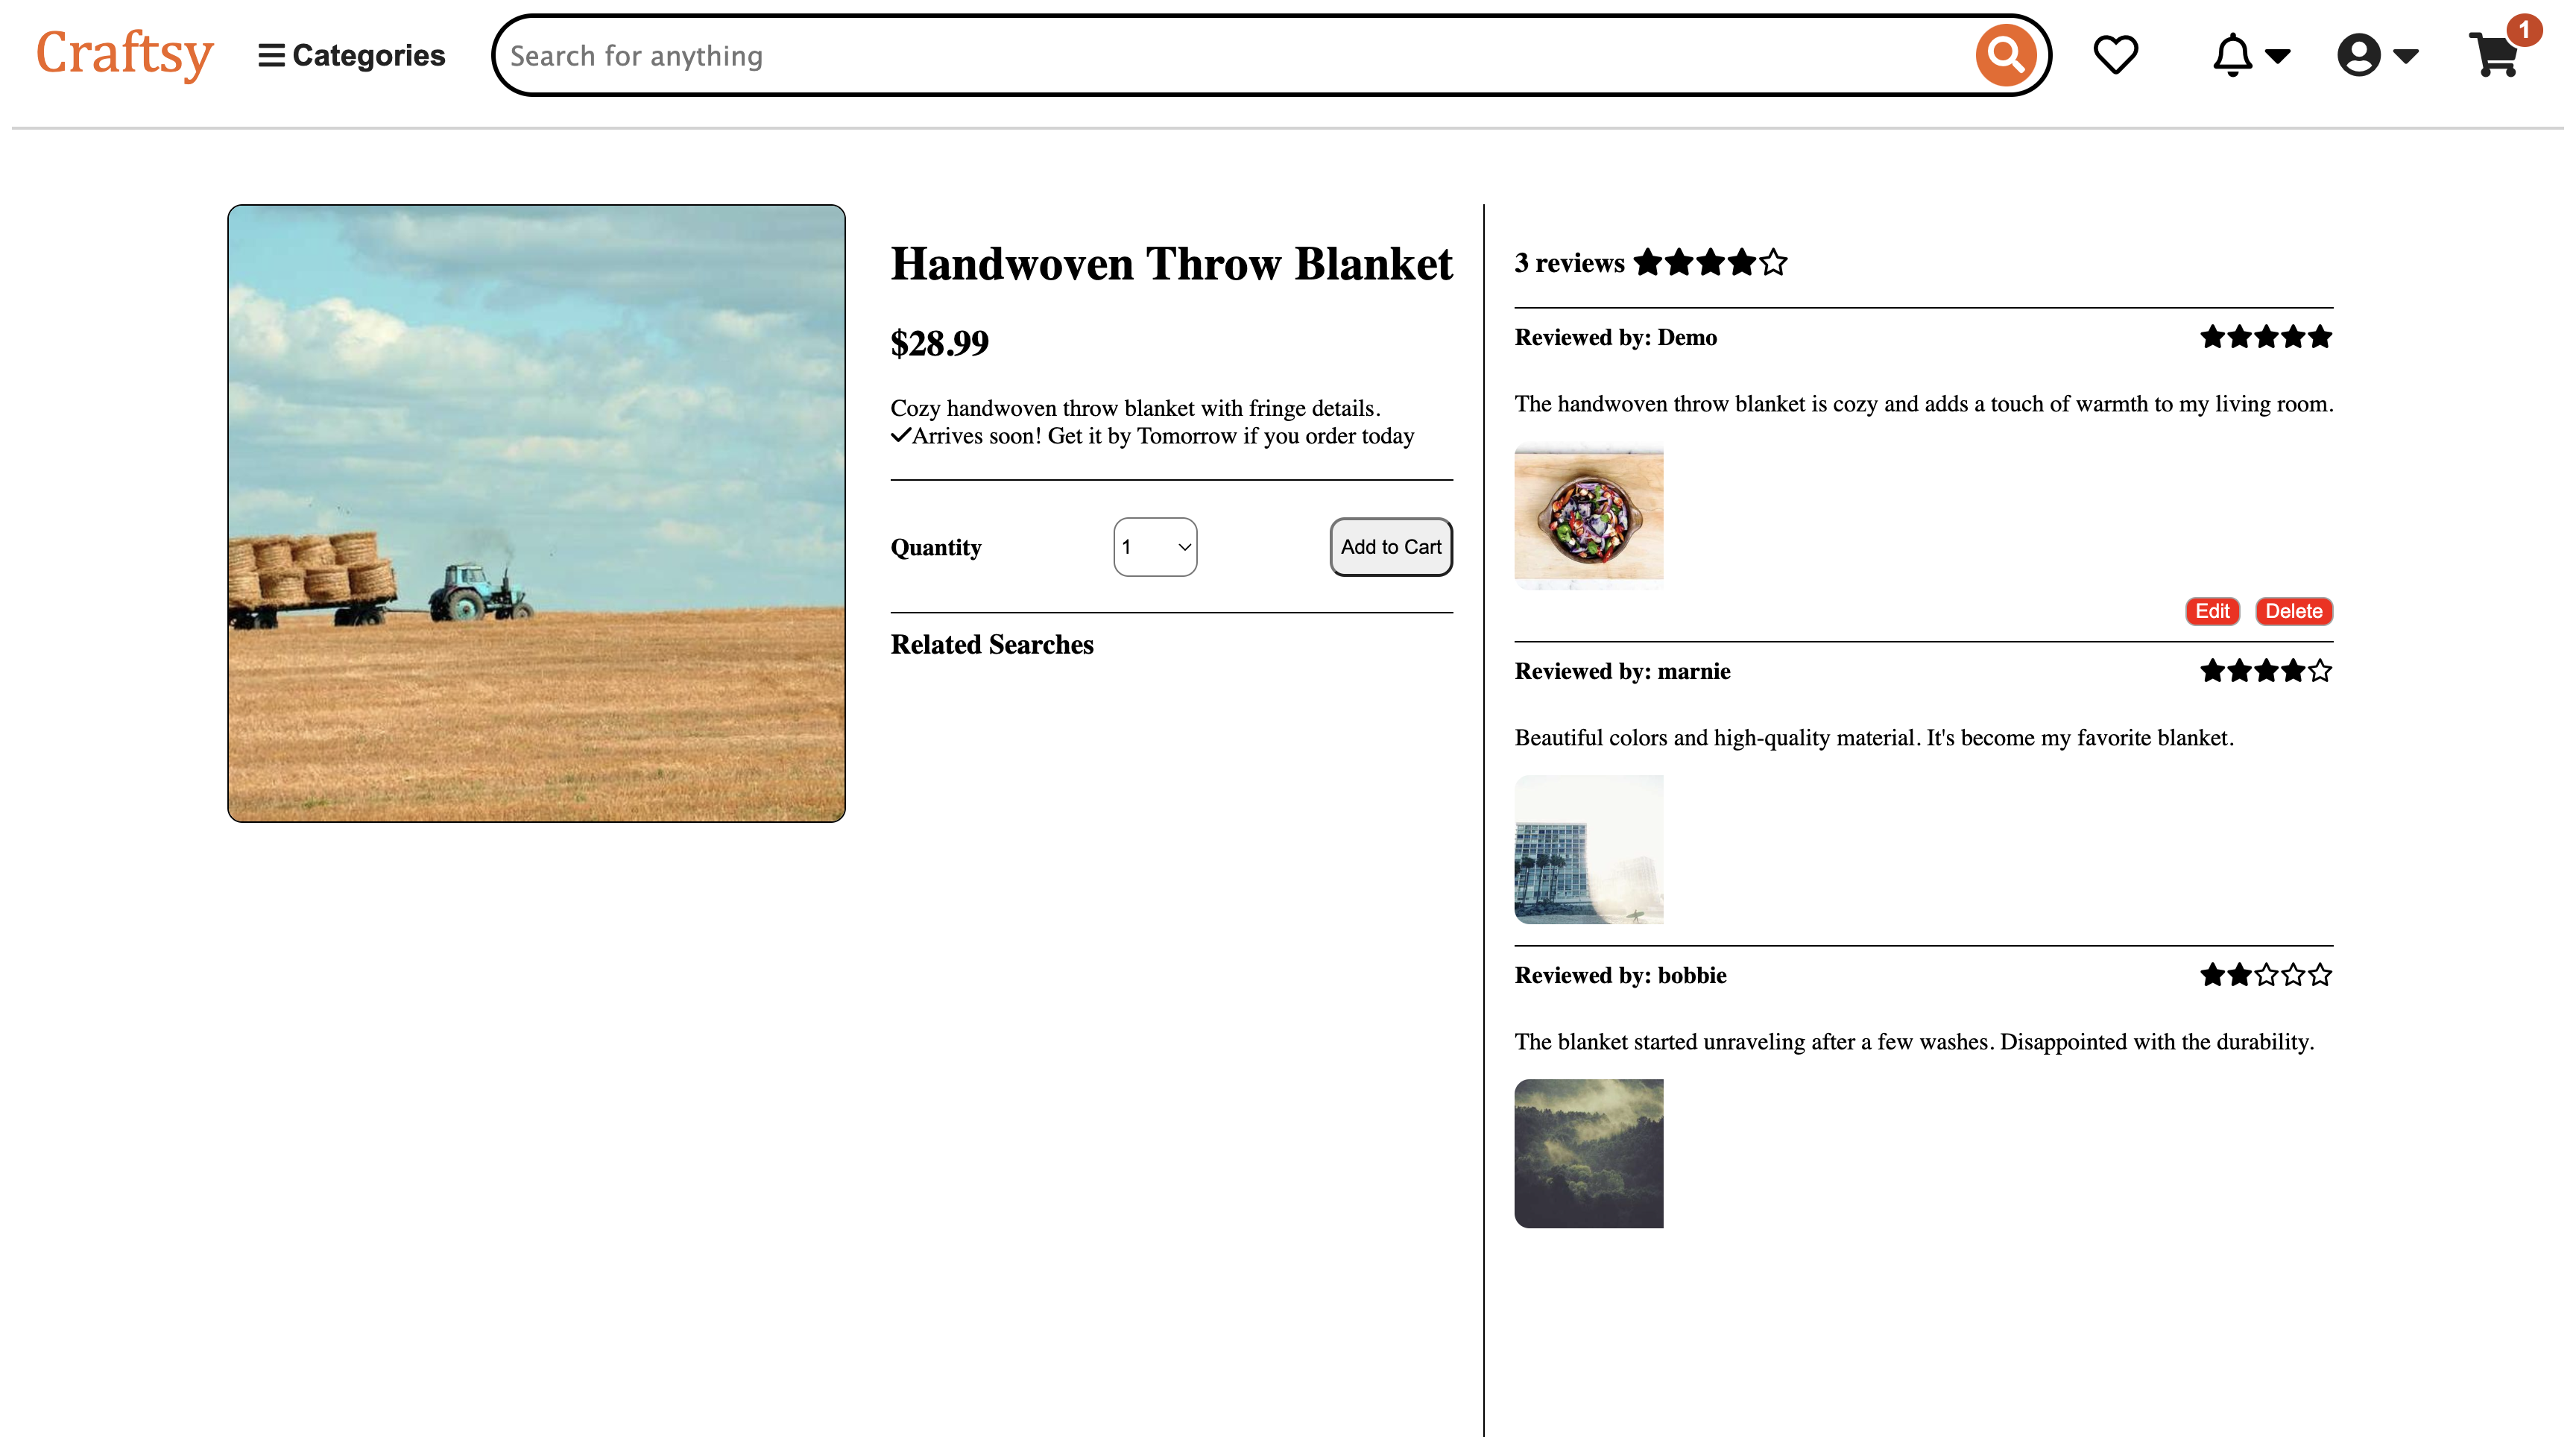 Craftsy
Categories
Search for anything
1
Handwoven Throw Blanket
$28.99
Cozy handwoven throw blanket with fringe details.
Arrives soon! Get it by Tomorrow if you order today
Quantity
1
Add to Cart
Related Searches
3 reviews
Reviewed by: Demo
The handwoven throw blanket is cozy and adds a touch of warmth to my living room.
Edit
Delete
Reviewed by: marnie
Beautiful colors and high-quality material. It's become my favorite blanket.
Reviewed by: bobbie
The blanket started unraveling after a few washes. Disappointed with the durability.